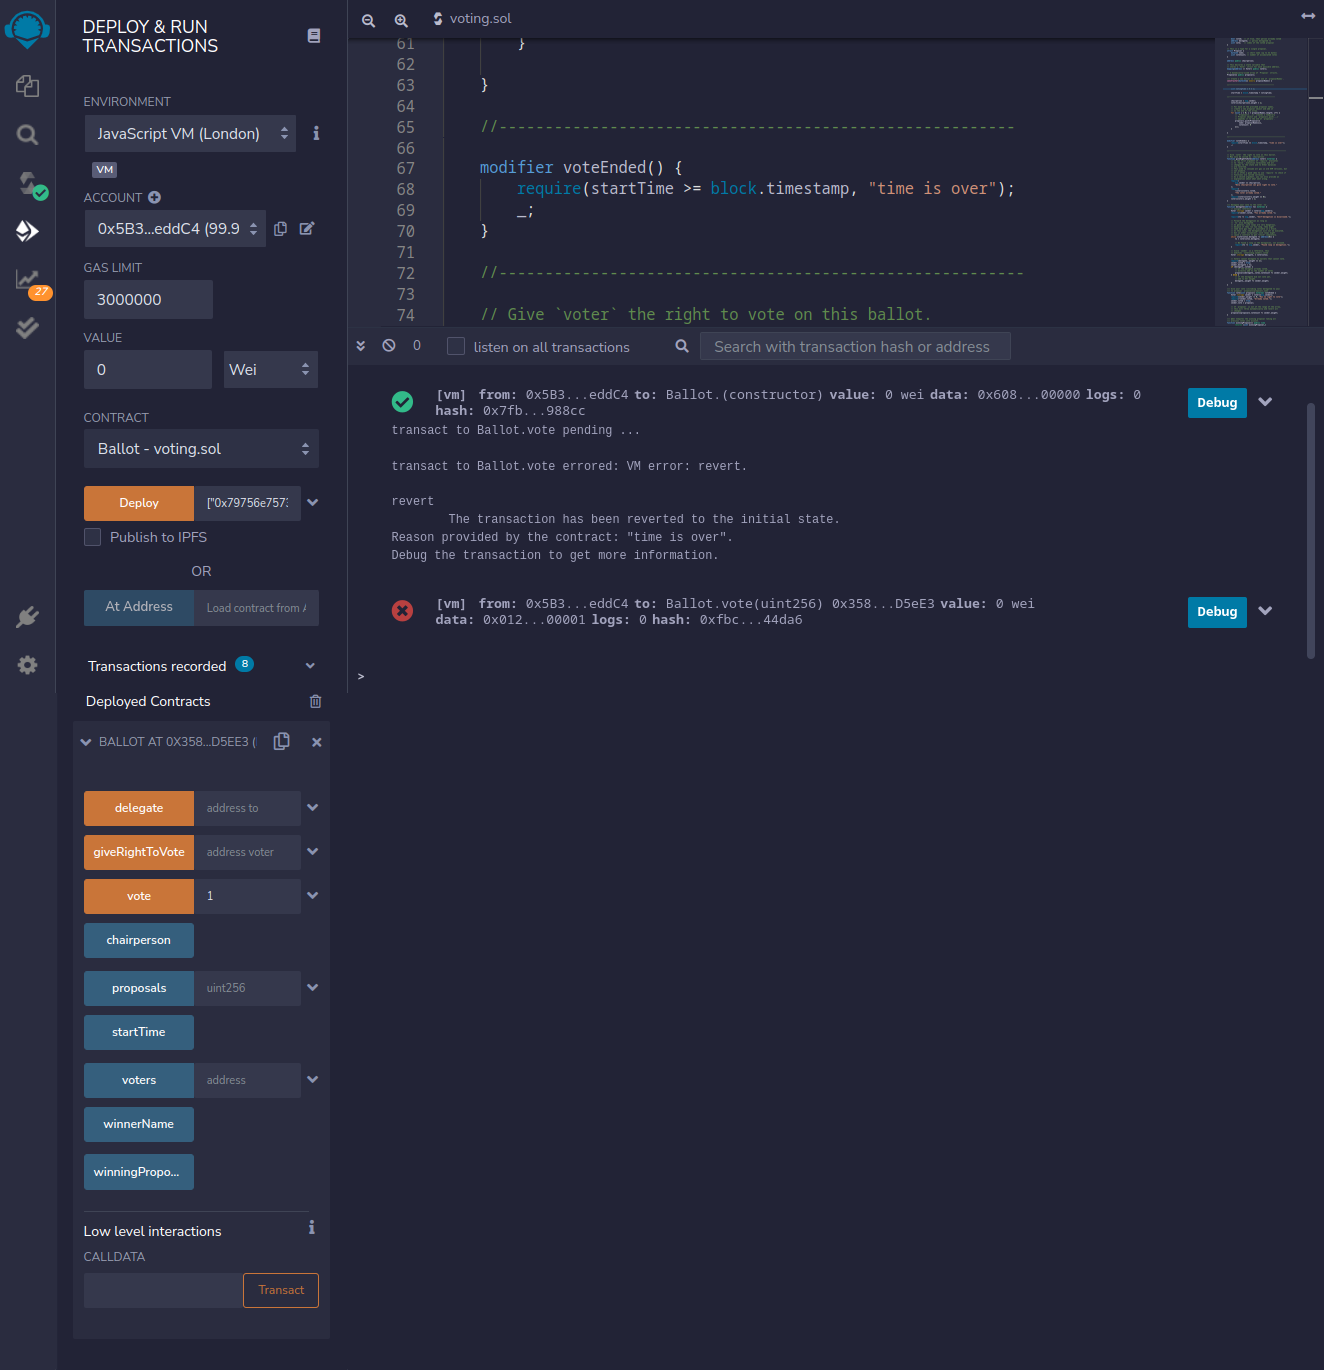 DEPLOY & RUN
TRANSACTIONS
ENVIRONMENT
JavaScript VM (London)
VM
ACCOUNT
0x5B3...eddC4 (99.9
GAS LIMIT
3000000
VALUE
0
Wei
CONTRACT
Ballot - voting.sol
Deploy
["0x79756e757
Publish to IPFS
OR
At Address
Load contract from
Transactions recorded 8
Deployed Contracts
BALLOT AT 0X358...D5EE3 (
delegate
address to
giveRightToVote
address voter
vote
1
chairperson
proposals
uint256
startTime
voters
address
winnerName
winningPropo...
Low level interactions
CALLDATA
Transact
27
voting.sol
61 }
62
63 }
64
65 //--------------------------------------------------------
66
67 modifier voteEnded() {
68 require(startTime >= block.timestamp, "time is over");
69 _;
70 }
71
72 //---------------------------------------------------------
73
74 // Give `voter` the right to vote on this ballot.
0
listen on all transactions
Search with transaction hash or address
[vm] from: 0x5B3...eddC4 to: Ballot.(constructor) value: 0 wei data: 0x608...00000 logs: 0
hash: 0x7fb...988cc
Debug
transact to Ballot.vote pending ...
transact to Ballot.vote errored: VM error: revert.
revert
The transaction has been reverted to the initial state.
Reason provided by the contract: "time is over".
Debug the transaction to get more information.
[vm] from: 0x5B3...eddC4 to: Ballot.vote(uint256) 0x358...D5eE3 value: 0 wei
data: 0x012...00001 logs: 0 hash: 0xfbc...44da6
Debug
>